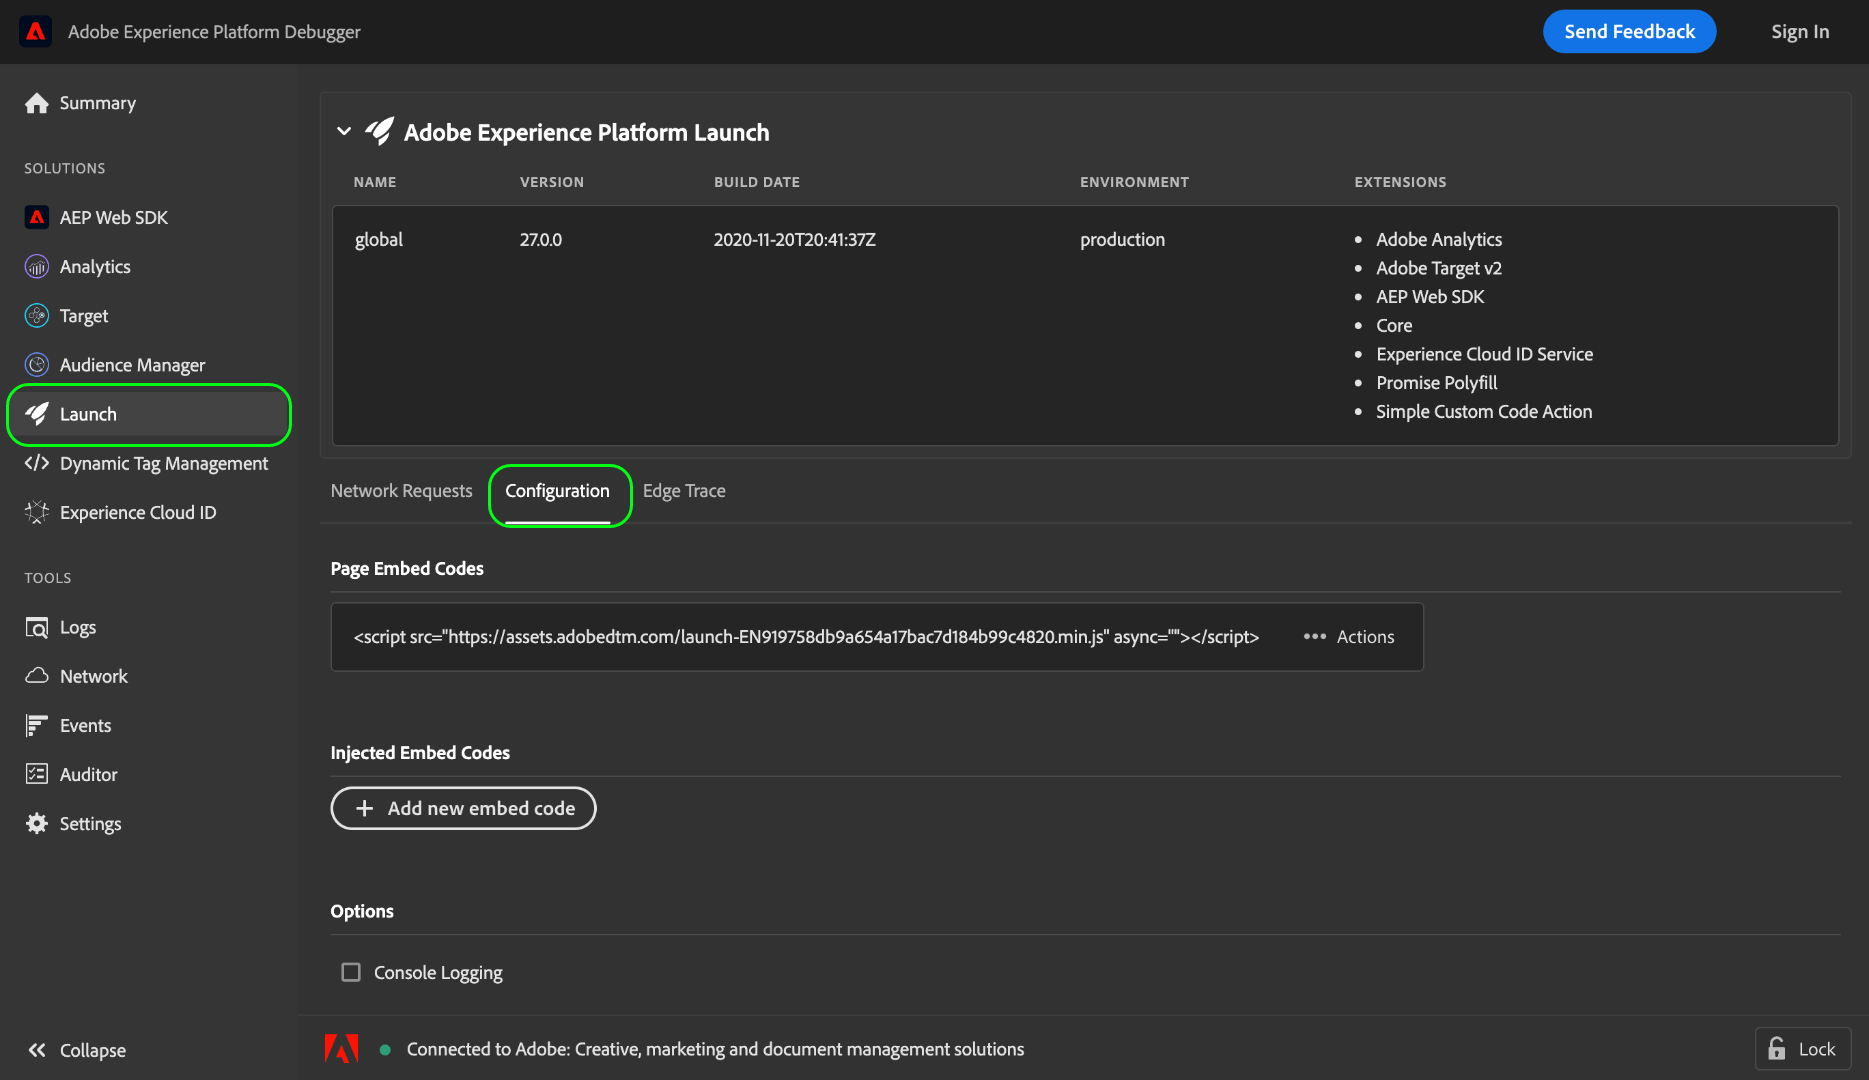 Adobe Experience Platform Debugger
Send Feedback
Sign In
Summary
SOLUTIONS
AEP Web SDK
Analytics
Target
Audience Manager
Launch
Dynamic Tag Management
Experience Cloud ID
TOOLS
Logs
Network
Events
Auditor
Settings
Collapse
Adobe Experience Platform Launch
NAME VERSION BUILD DATE ENVIRONMENT EXTENSIONS
global 27.0.0 2020-11-20T20:41:37Z production
• Adobe Analytics
• Adobe Target v2
• AEP Web SDK
• Core
• Experience Cloud ID Service
• Promise Polyfill
• Simple Custom Code Action
Network Requests Configuration Edge Trace
Page Embed Codes
<script src="https://assets.adobedtm.com/launch-EN919758db9a654a17bac7d184b99c4820.min.js" async=""></script> ••• Actions
Injected Embed Codes
+ Add new embed code
Options
Console Logging
Connected to Adobe: Creative, marketing and document management solutions
Lock